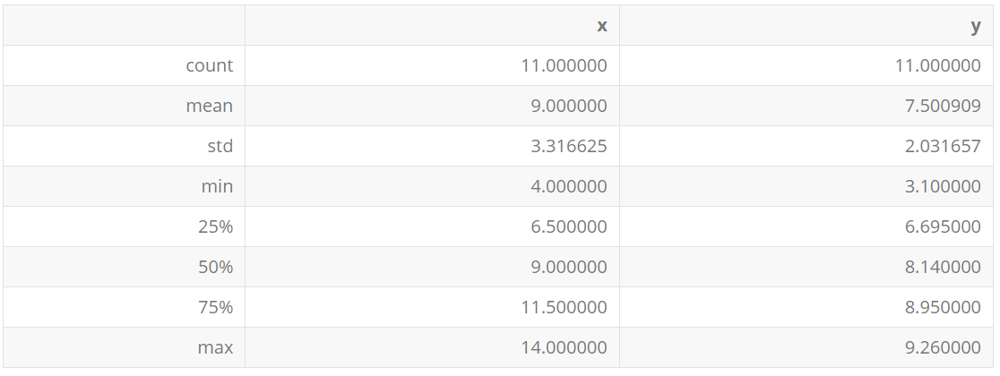 x y
count 11.000000 11.000000
mean 9.000000 7.500909
std 3.316625 2.031657
min 4.000000 3.100000
25% 6.500000 6.695000
50% 9.000000 8.140000
75% 11.500000 8.950000
max 14.000000 9.260000